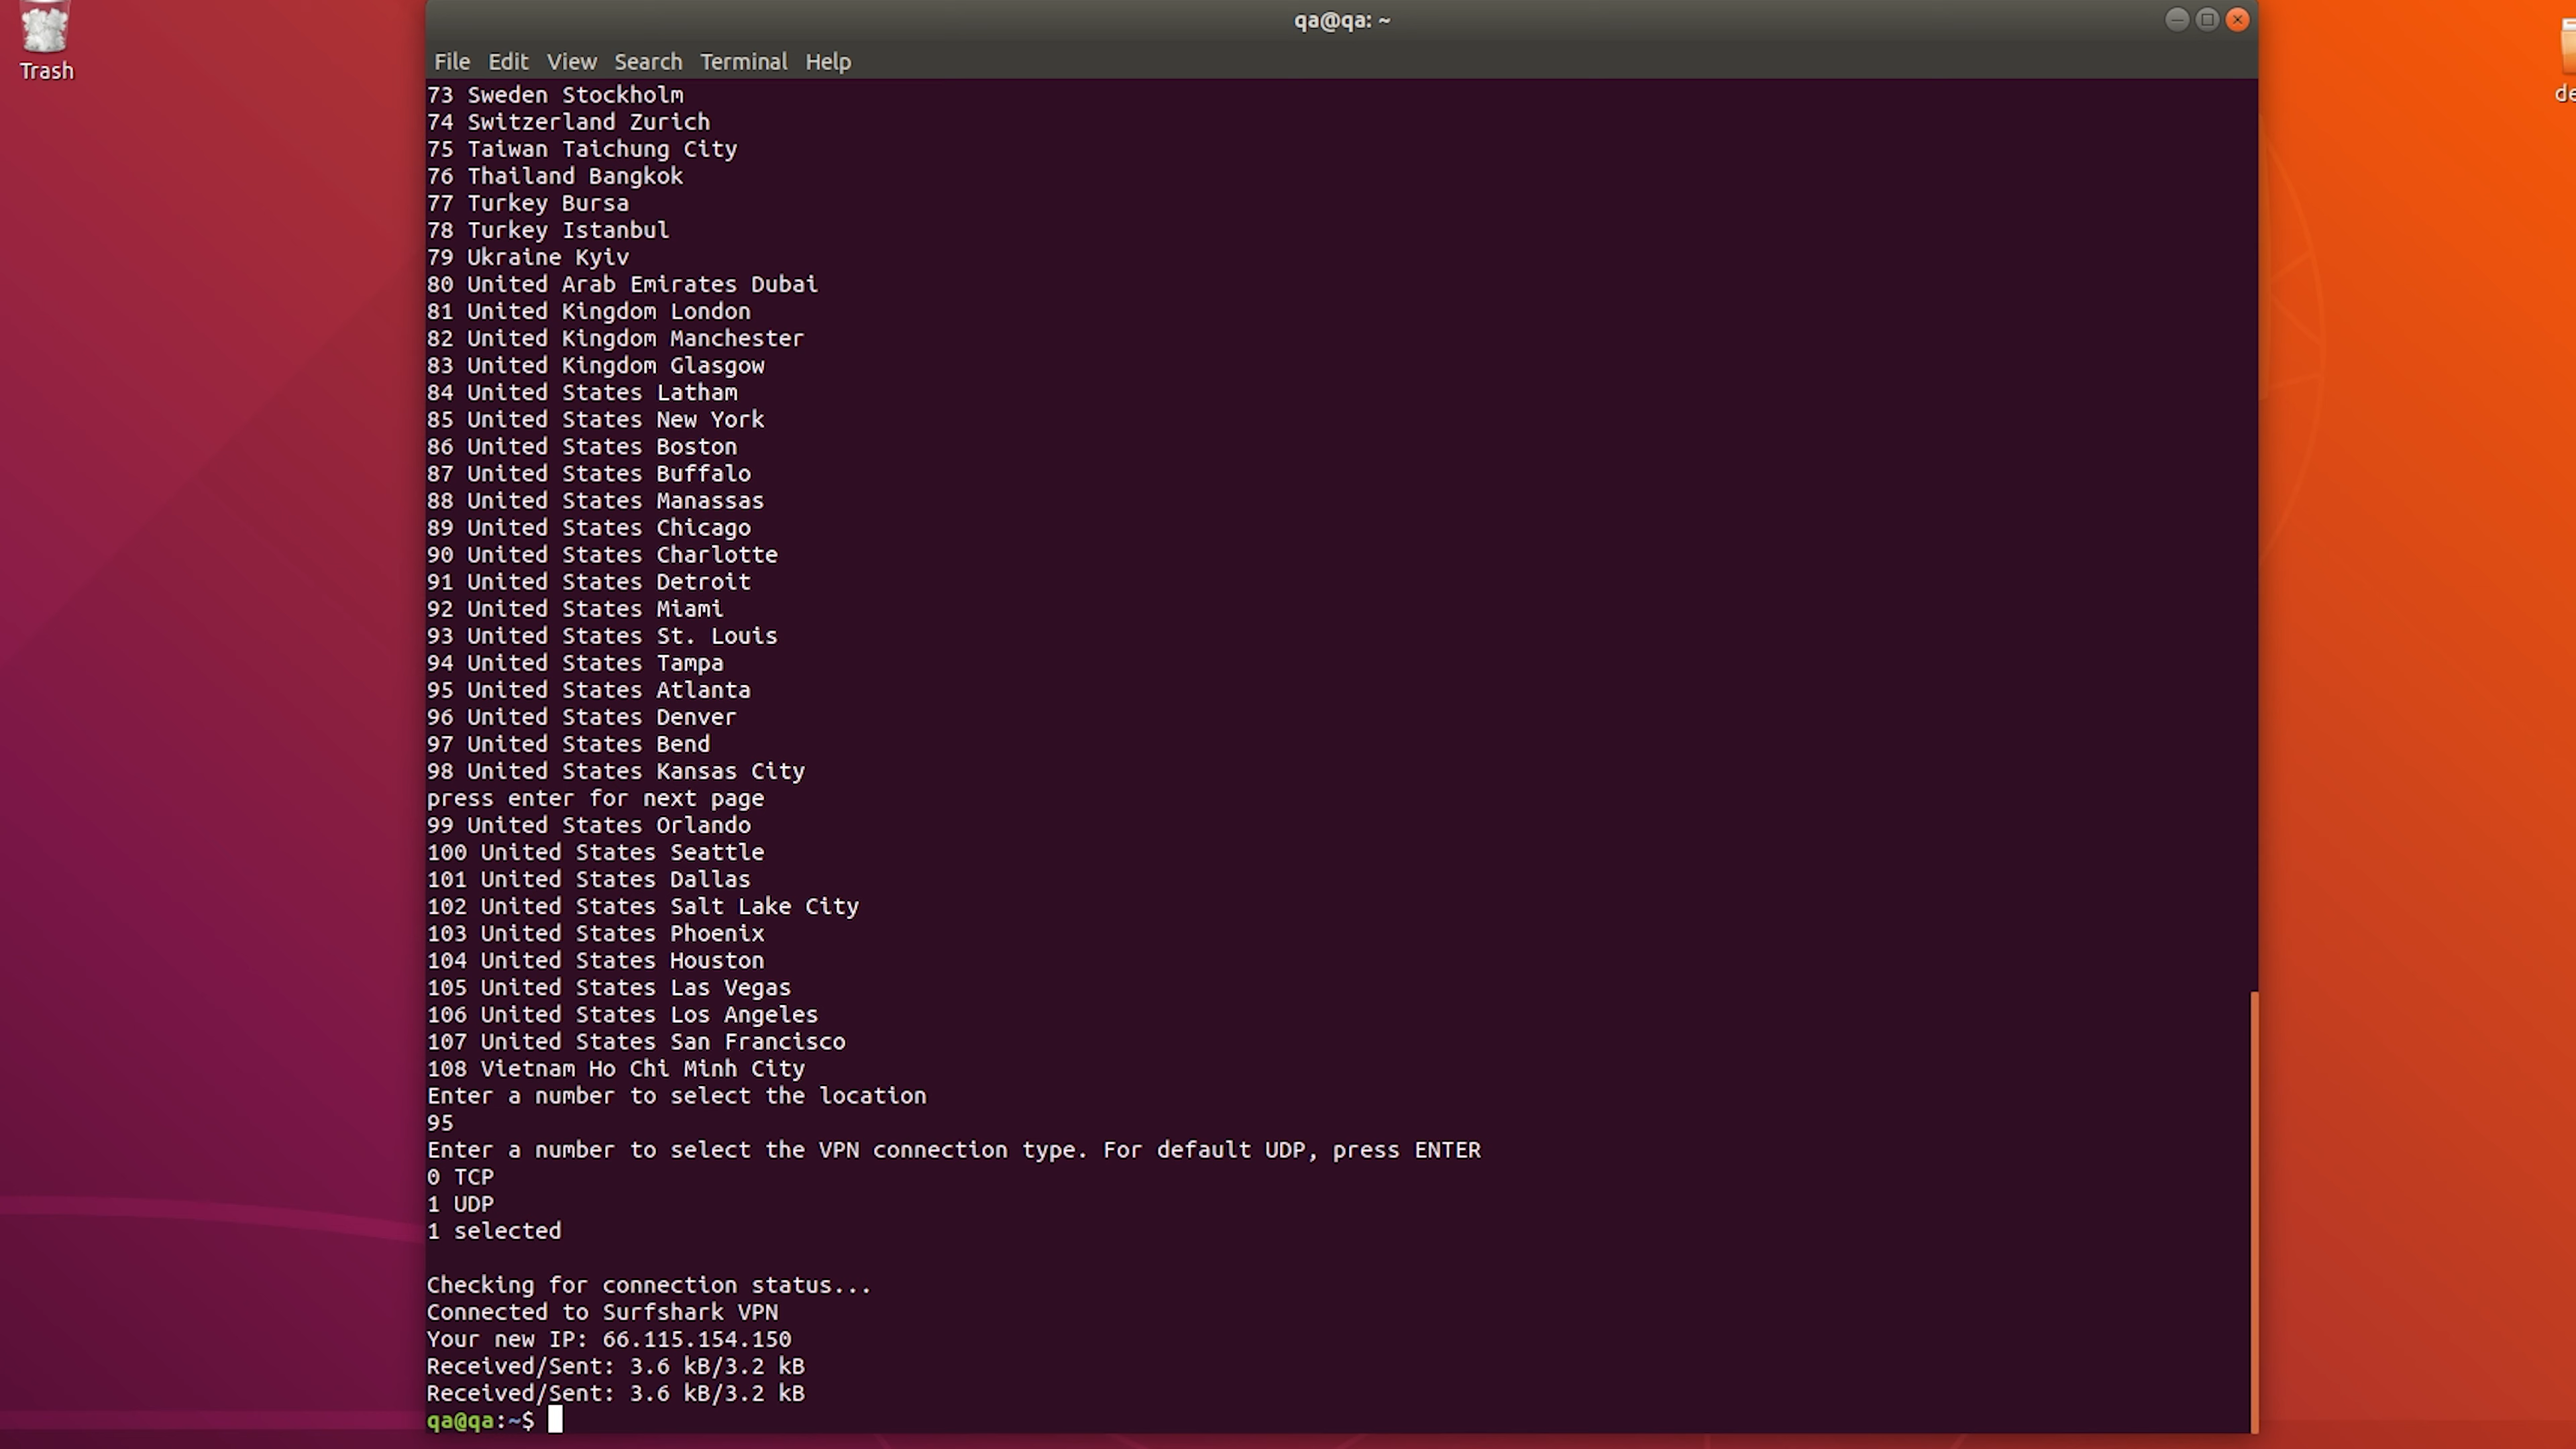 qa@qa: ~
Trash
de
File Edit View Search Terminal Help
73 Sweden Stockholm
74 Switzerland Zurich
75 Taiwan Taichung City
76 Thailand Bangkok
77 Turkey Bursa
78 Turkey Istanbul
79 Ukraine Kyiv
80 United Arab Emirates Dubai
81 United Kingdom London
82 United Kingdom Manchester
83 United Kingdom Glasgow
84 United States Latham
85 United States New York
86 United States Boston
87 United States Buffalo
88 United States Manassas
89 United States Chicago
90 United States Charlotte
91 United States Detroit
92 United States Miami
93 United States St. Louis
94 United States Tampa
95 United States Atlanta
96 United States Denver
97 United States Bend
98 United States Kansas City
press enter for next page
99 United States Orlando
100 United States Seattle
101 United States Dallas
102 United States Salt Lake City
103 United States Phoenix
104 United States Houston
105 United States Las Vegas
106 United States Los Angeles
107 United States San Francisco
108 Vietnam Ho Chi Minh City
Enter a number to select the location
95
Enter a number to select the VPN connection type. For default UDP, press ENTER
0 TCP
1 UDP
1 selected
Checking for connection status...
Connected to Surfshark VPN
Your new IP: 66.115.154.150
Received/Sent: 3.6 kB/3.2 kB
Received/Sent: 3.6 kB/3.2 kB
qa@qa:~$